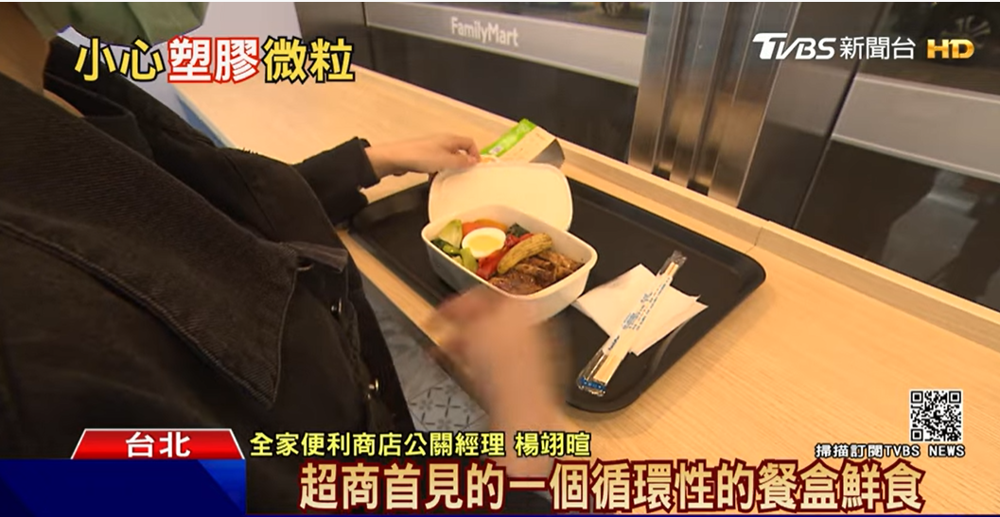 FamilyMart
小心塑膠微粒
TVBS新聞台 HD
掃描訂閱TVBS NEWS
台北
全家便利商店公關經理 楊翊暄
超商首見的一個循環性的餐盒鮮食